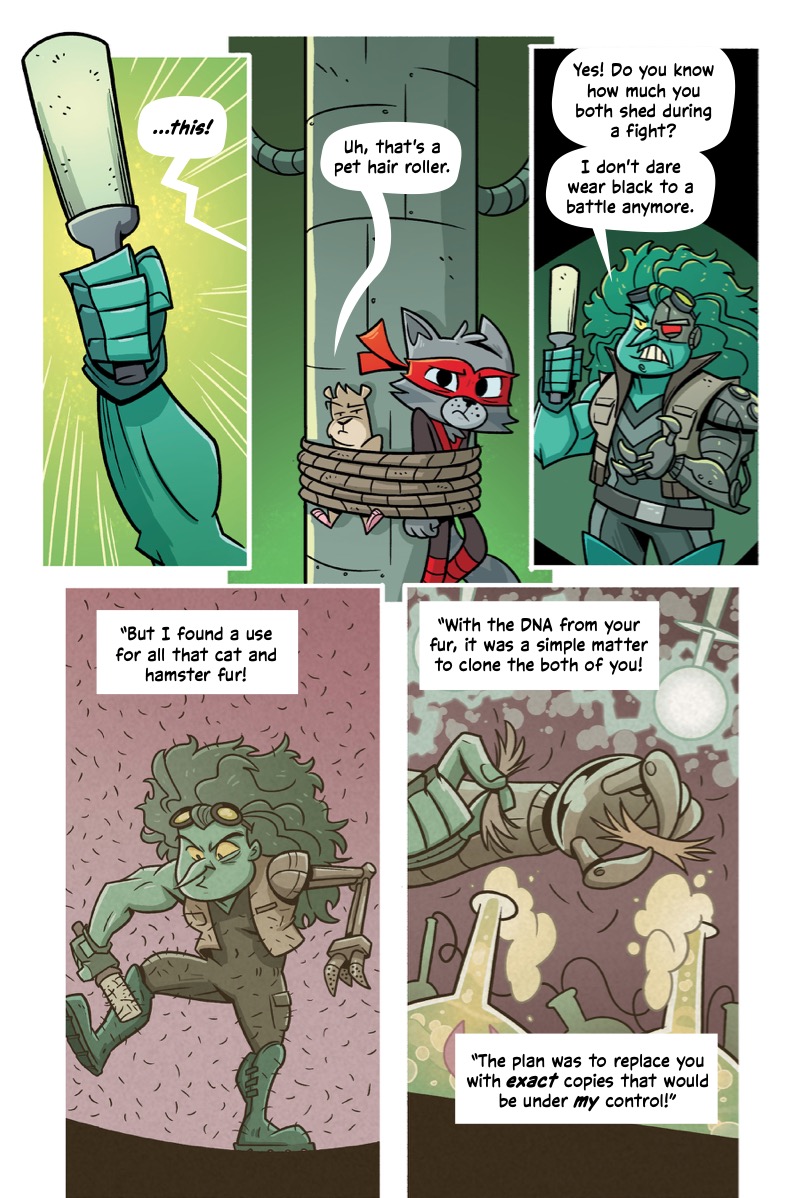 ...this!
Uh, that's a
pet hair roller.
Yes! Do you know
how much you
both shed during
a fight?
I don't dare
wear black to a
battle anymore.
"But I found a use
for all that cat and
hamster fur!
"With the DNA from your
fur, it was a simple matter
to clone the both of you!
"The plan was to replace you
with exact copies that would
be under my control!"